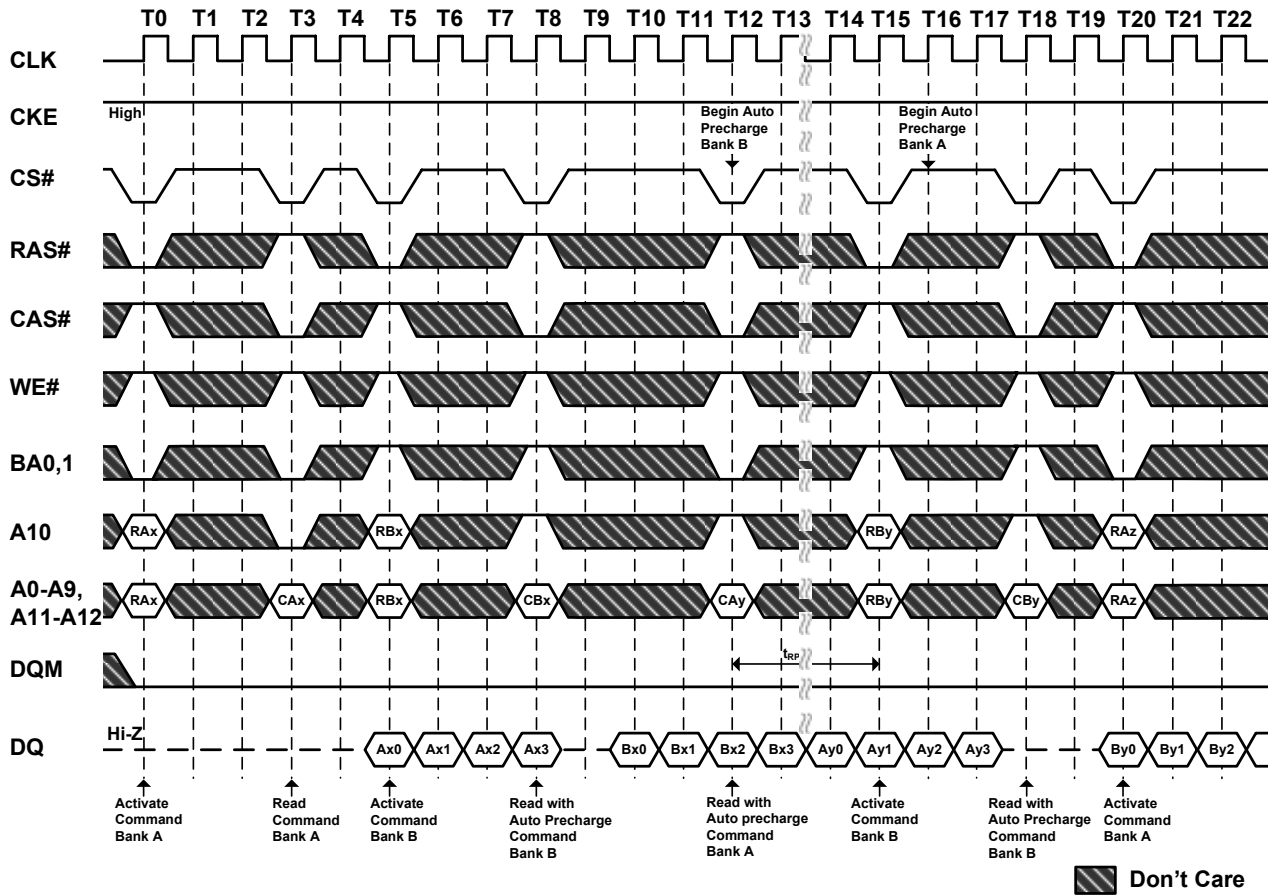 T0 T1 T2 T3 T4 T5 T6 T7 T8 T9 T10 T11 T12 T13 T14 T15 T16 T17 T18 T19 T20 T21 T22
CLK
CKE
High
Begin Auto
Precharge
Bank B
Begin Auto
Precharge
Bank A
CS#
RAS#
CAS#
WE#
BA0,1
A10
RAx RBx RBy RAz
A0-A9,
A11-A12
RAx CAx RBx CBx CAy RBy CBy RAz
DQM
tRP
DQ
Hi-Z
Ax0 Ax1 Ax2 Ax3 Bx0 Bx1 Bx2 Bx3 Ay0 Ay1 Ay2 Ay3 By0 By1 By2
Activate
Command
Bank A
Read
Command
Bank A
Activate
Command
Bank B
Read with
Auto Precharge
Command
Bank B
Read with
Auto precharge
Command
Bank A
Activate
Command
Bank B
Read with
Auto Precharge
Command
Bank B
Activate
Command
Bank A
Don't Care